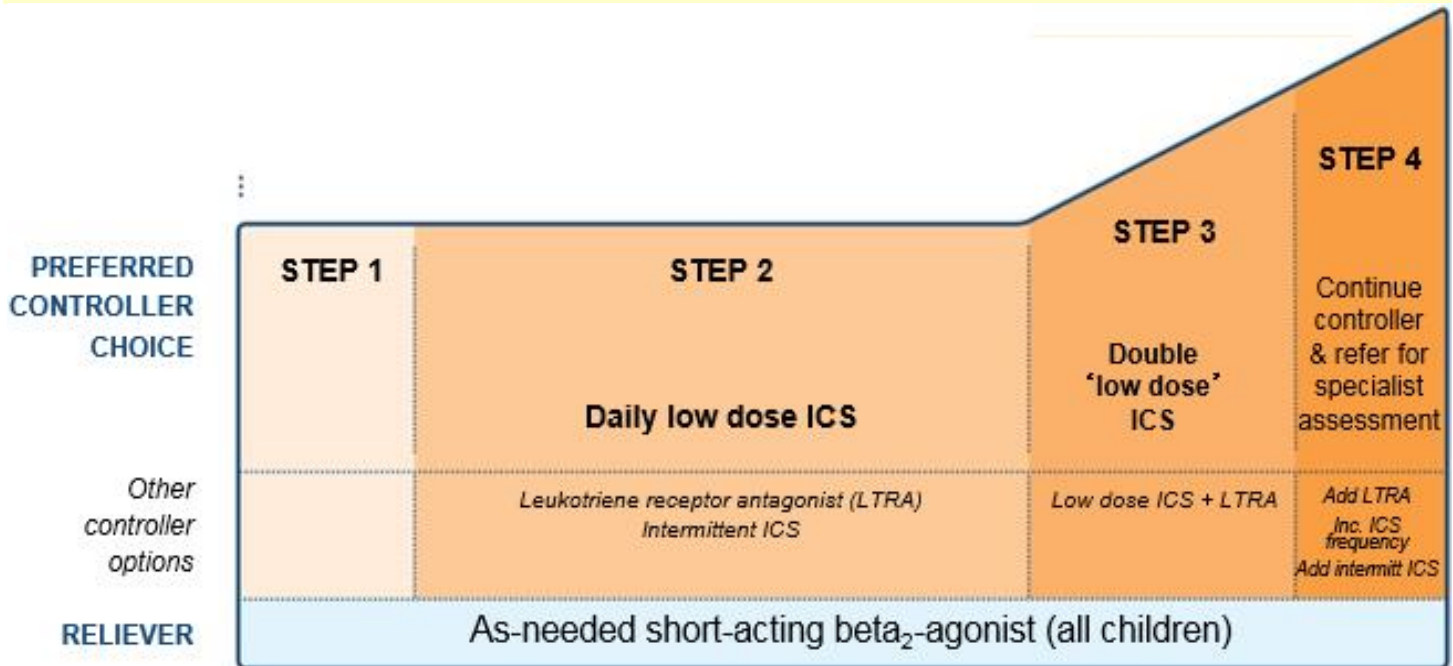 STEP 4
STEP 3
PREFERRED
CONTROLLER
CHOICE
STEP 1
STEP 2
Daily low dose ICS
Double
‘low dose’
ICS
Continue
controller
& refer for
specialist
assessment
Other
controller
options
Leukotriene receptor antagonist (LTRA)
Intermittent ICS
Low dose ICS + LTRA
Add LTRA
Inc. ICS
frequency
Add intermitt ICS
RELIEVER
As-needed short-acting beta₂-agonist (all children)